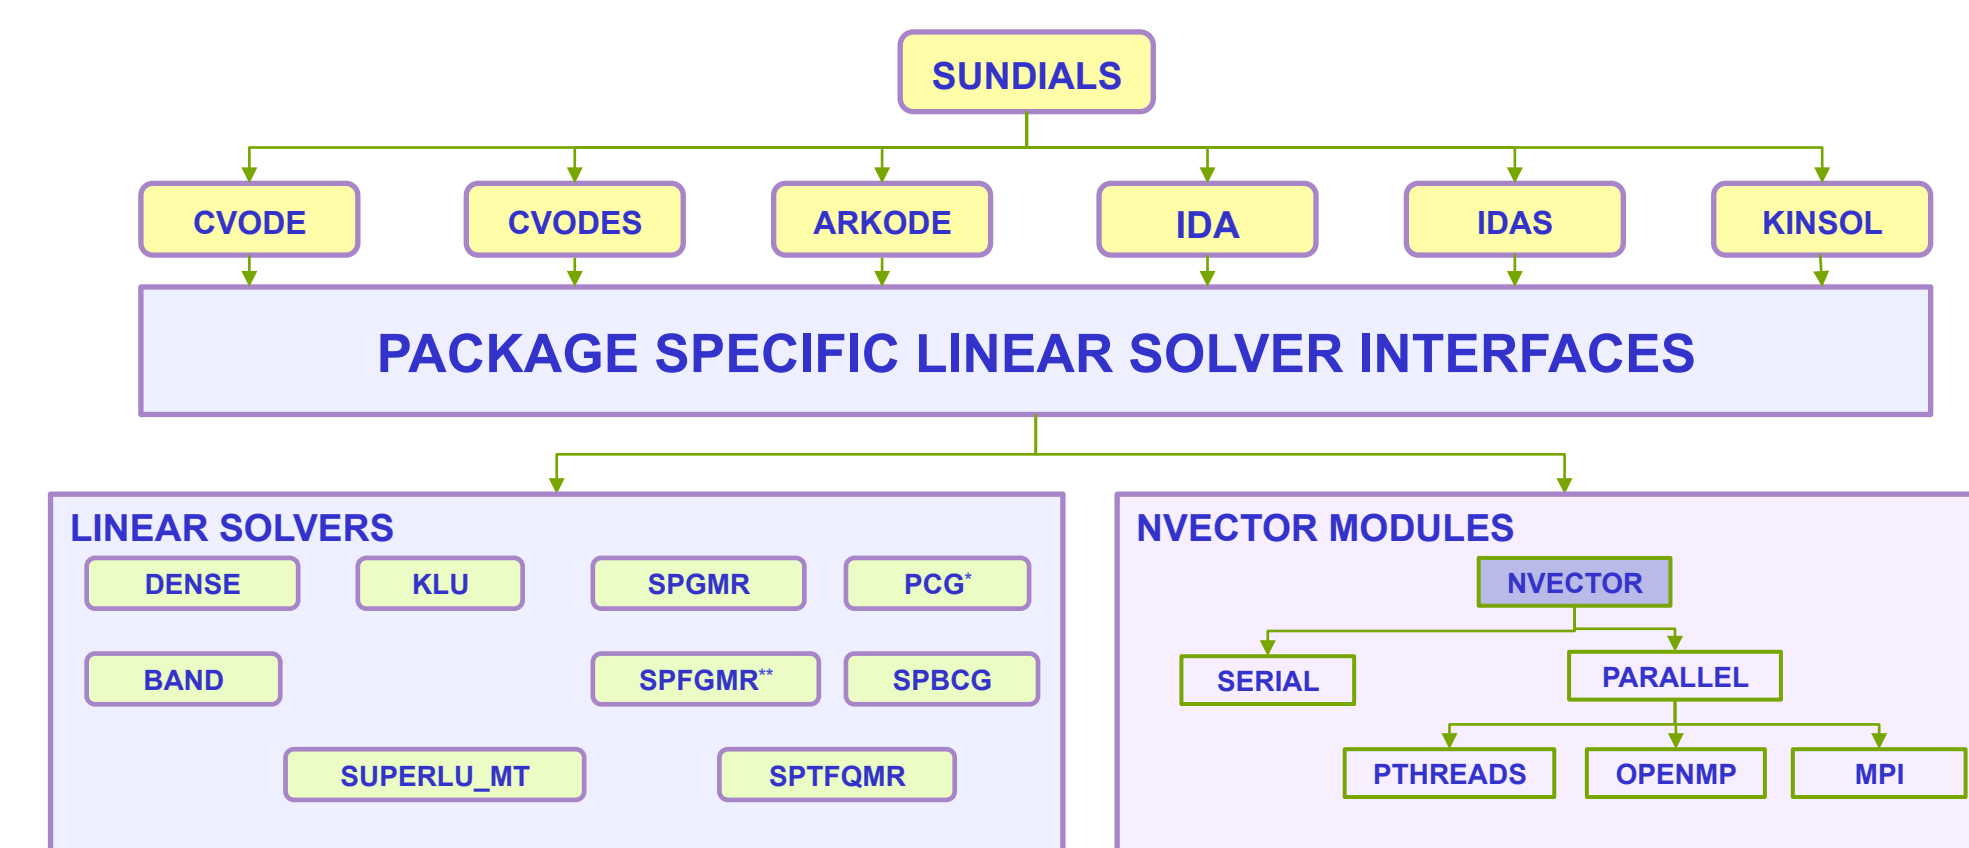 SUNDIALS
CVODE
CVODES
ARKODE
IDA
IDAS
KINSOL
PACKAGE SPECIFIC LINEAR SOLVER INTERFACES
LINEAR SOLVERS
DENSE
KLU
SPGMR
PCG*
BAND
SPFGMR**
SPBCG
SUPERLU_MT
SPTFQMR
NVECTOR MODULES
NVECTOR
SERIAL
PARALLEL
PTHREADS
OPENMP
MPI